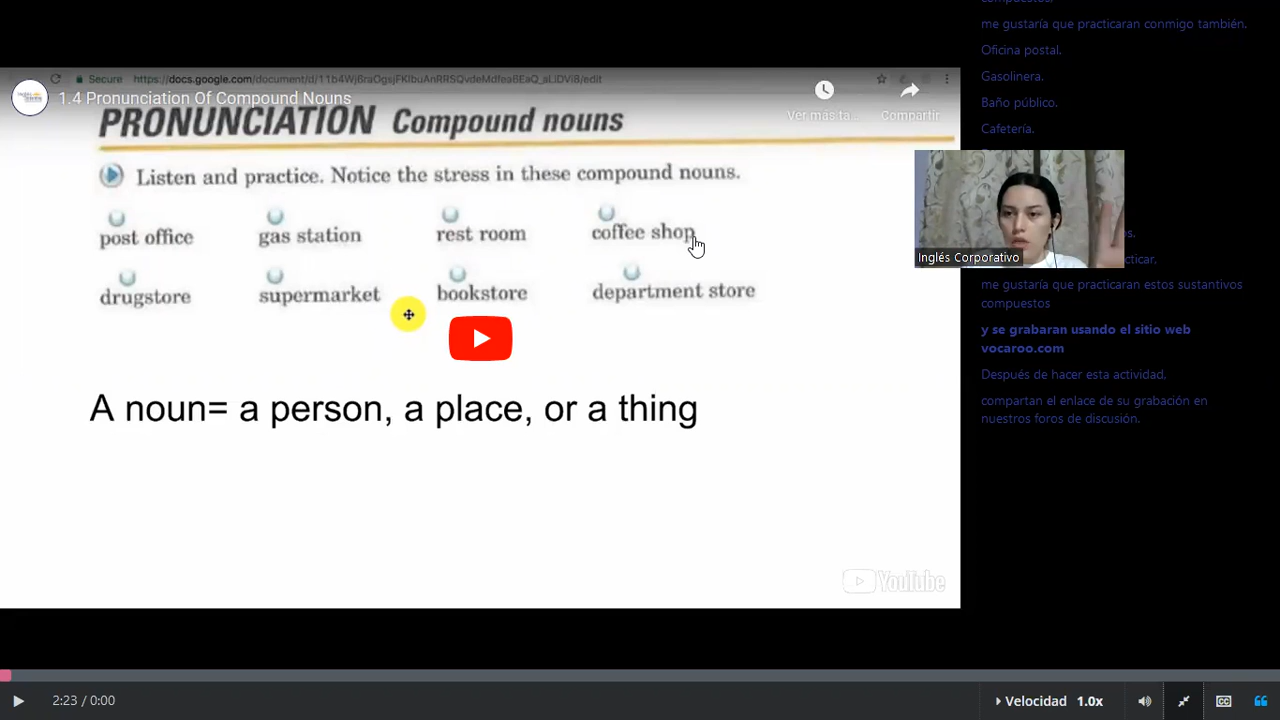 compuestos.
me gustaría que practicaran conmigo también.
Oficina postal.
Gasolinera.
Baño público.
Cafetería.
Secure https://docs.google.com/document/d/
1.4 Pronunciation Of Compound Nouns
Ver más ta...
Compartir
PRONUNCIATION Compound nouns
Listen and practice. Notice the stress in these compound nouns.
post office gas station rest room coffee shop
drugstore supermarket bookstore department store
A noun= a person, a place, or a thing
YouTube
Inglés Corporativo
me gustaría que practicaran estos sustantivos
compuestos
y se grabaran usando el sitio web
vocaroo.com
Después de hacer esta actividad,
compartan el enlace de su grabación en
nuestros foros de discusión.
2:23 / 0:00
Velocidad 1.0x
CC